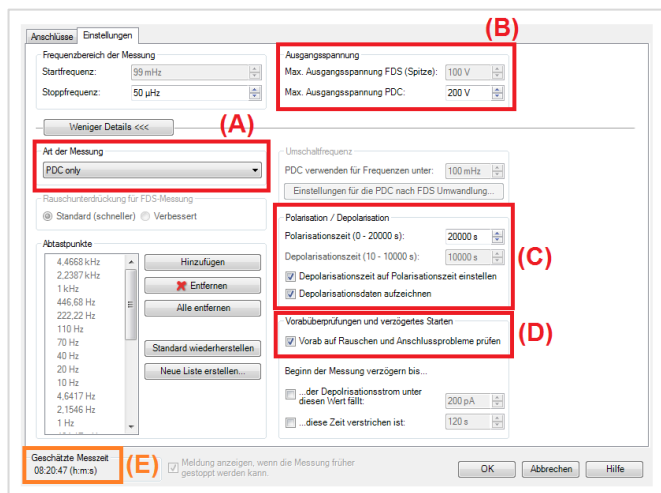 Anschlüsse Einstellungen
Frequenzbereich der Messung
Startfrequenz: 99 mHz
Stoppfrequenz: 50 µHz
(B)
Ausgangsspannung
Max. Ausgangsspannung FDS (Spitze): 100 V
Max. Ausgangsspannung PDC: 200 V
Weniger Details <<<
(A)
Art der Messung
PDC only
Umschaltfrequenz
PDC verwenden für Frequenzen unter: 100 mHz
Einstellungen für die PDC nach FDS Umwandlung...
Rauschunterdrückung für FDS-Messung
Standard (schneller) Verbessert
Polarisation / Depolarisation
Polarisationszeit (0 - 20000 s): 20000 s
Depolarisationszeit (10 - 10000 s): 10000 s
Depolarisationszeit auf Polarisationszeit einstellen
Depolarisationsdaten aufzeichnen
(C)
Abtastpunkte
4,4668 kHz
2,2387 kHz
1 kHz
446,68 Hz
222,22 Hz
110 Hz
70 Hz
40 Hz
20 Hz
10 Hz
4,6417 Hz
2,1546 Hz
1 Hz
Hinzufügen
Entfernen
Alle entfernen
Standard wiederherstellen
Neue Liste erstellen...
Vorabüberprüfungen und verzögertes Starten
Vorab auf Rauschen und Anschlussprobleme prüfen
(D)
Beginn der Messung verzögern bis...
...der Depolrisationsstrom unter
diesen Wert fällt: 200 pA
...diese Zeit verstrichen ist: 120 s
Geschätzte Messzeit
08:20:47 (h:m:s)
(E)
Meldung anzeigen, wenn die Messung früher
gestoppt werden kann.
OK Abbrechen Hilfe